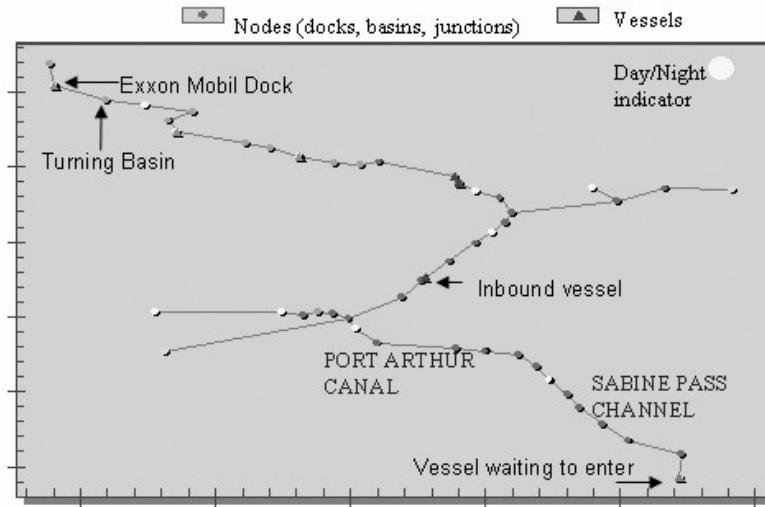 Nodes (docks, basins, junctions)
Vessels
Day/Night
indicator
Exxon Mobil Dock
Turning Basin
Inbound vessel
PORT ARTHUR
CANAL
SABINE PASS
CHANNEL
Vessel waiting to enter